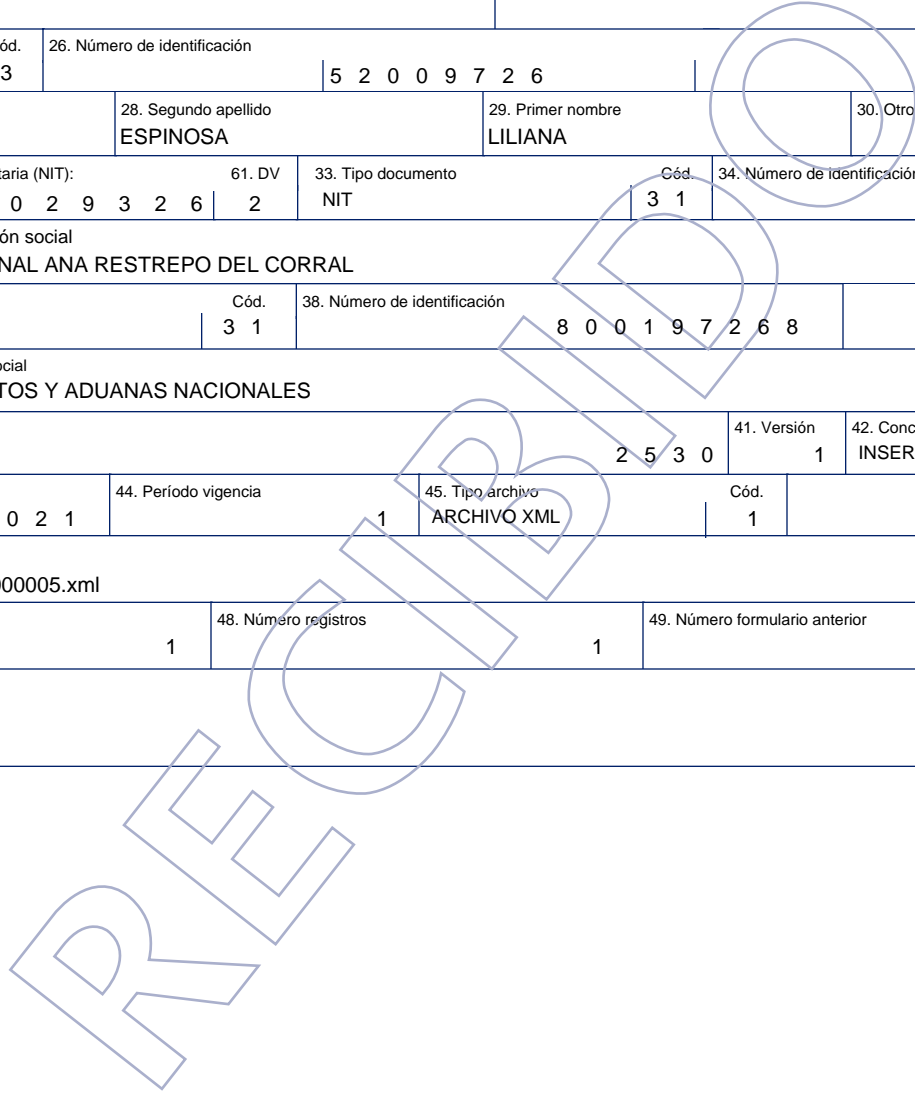 ód. 26. Número de identificación
3 5 2 0 0 9 7 2 6
28. Segundo apellido 29. Primer nombre 30. Otro
ESPINOSA LILIANA
taria (NIT): 61. DV 33. Tipo documento Cód. 34. Número de identificación
0 2 9 3 2 6 2 NIT 3 1
ón social
NAL ANA RESTREPO DEL CORRAL
Cód. 38. Número de identificación
3 1 8 0 0 1 9 7 2 6 8
ocial
TOS Y ADUANAS NACIONALES
41. Versión 42. Conc
2 5 3 0 1 INSER
44. Período vigencia 45. Tipo archivo Cód.
0 2 1 1 ARCHIVO XML 1
000005.xml
48. Número registros 49. Número formulario anterior
1 1
RECIBIDO